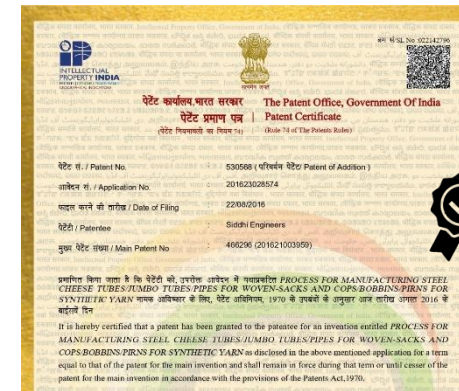 क्रम सं/SL No :022142796
INTELLECTUAL
PROPERTY INDIA
पेटेंट कार्यालय,भारत सरकार
The Patent Office, Government Of India
पेटेंट प्रमाण पत्र
Patent Certificate
(पेटेंट नियमावली का नियम 74)
(Rule 74 of The Patents Rules)
पेटेंट सं. / Patent No. : 530568 ( परिवर्धन पेटेंट/ Patent of Addition )
आवेदन सं. / Application No. : 201623028574
फाइल करने की तारीख / Date of Filing : 22/08/2016
पेटेंटी / Patentee : Siddhi Engineers
मुख्य पेटेंट संख्या / Main Patent No : 466296 (201621003959)
प्रमाणित किया जाता है कि पेटेंटी को, उपरोक्त आवेदन में यथाप्रकटित PROCESS FOR MANUFACTURING STEEL
CHEESE TUBES/JUMBO TUBES/PIPES FOR WOVEN-SACKS AND COPS/BOBBINS/PIRNS FOR
SYNTHETIC YARN नामक आविष्कार के लिए, पेटेंट अधिनियम, 1970 के उपबंधों के अनुसार आज तारीख अगस्त 2016 के
बाईसवें दिन
It is hereby certified that a patent has been granted to the patentee for an invention entitled PROCESS FOR
MANUFACTURING STEEL CHEESE TUBES/JUMBO TUBES/PIPES FOR WOVEN-SACKS AND
COPS/BOBBINS/PIRNS FOR SYNTHETIC YARN as disclosed in the above mentioned application for a term
equal to that of the patent for the main invention and shall remain in force during that term or until cesser of the
patent for the main invention in accordance with the provisions of the Patents Act,1970.